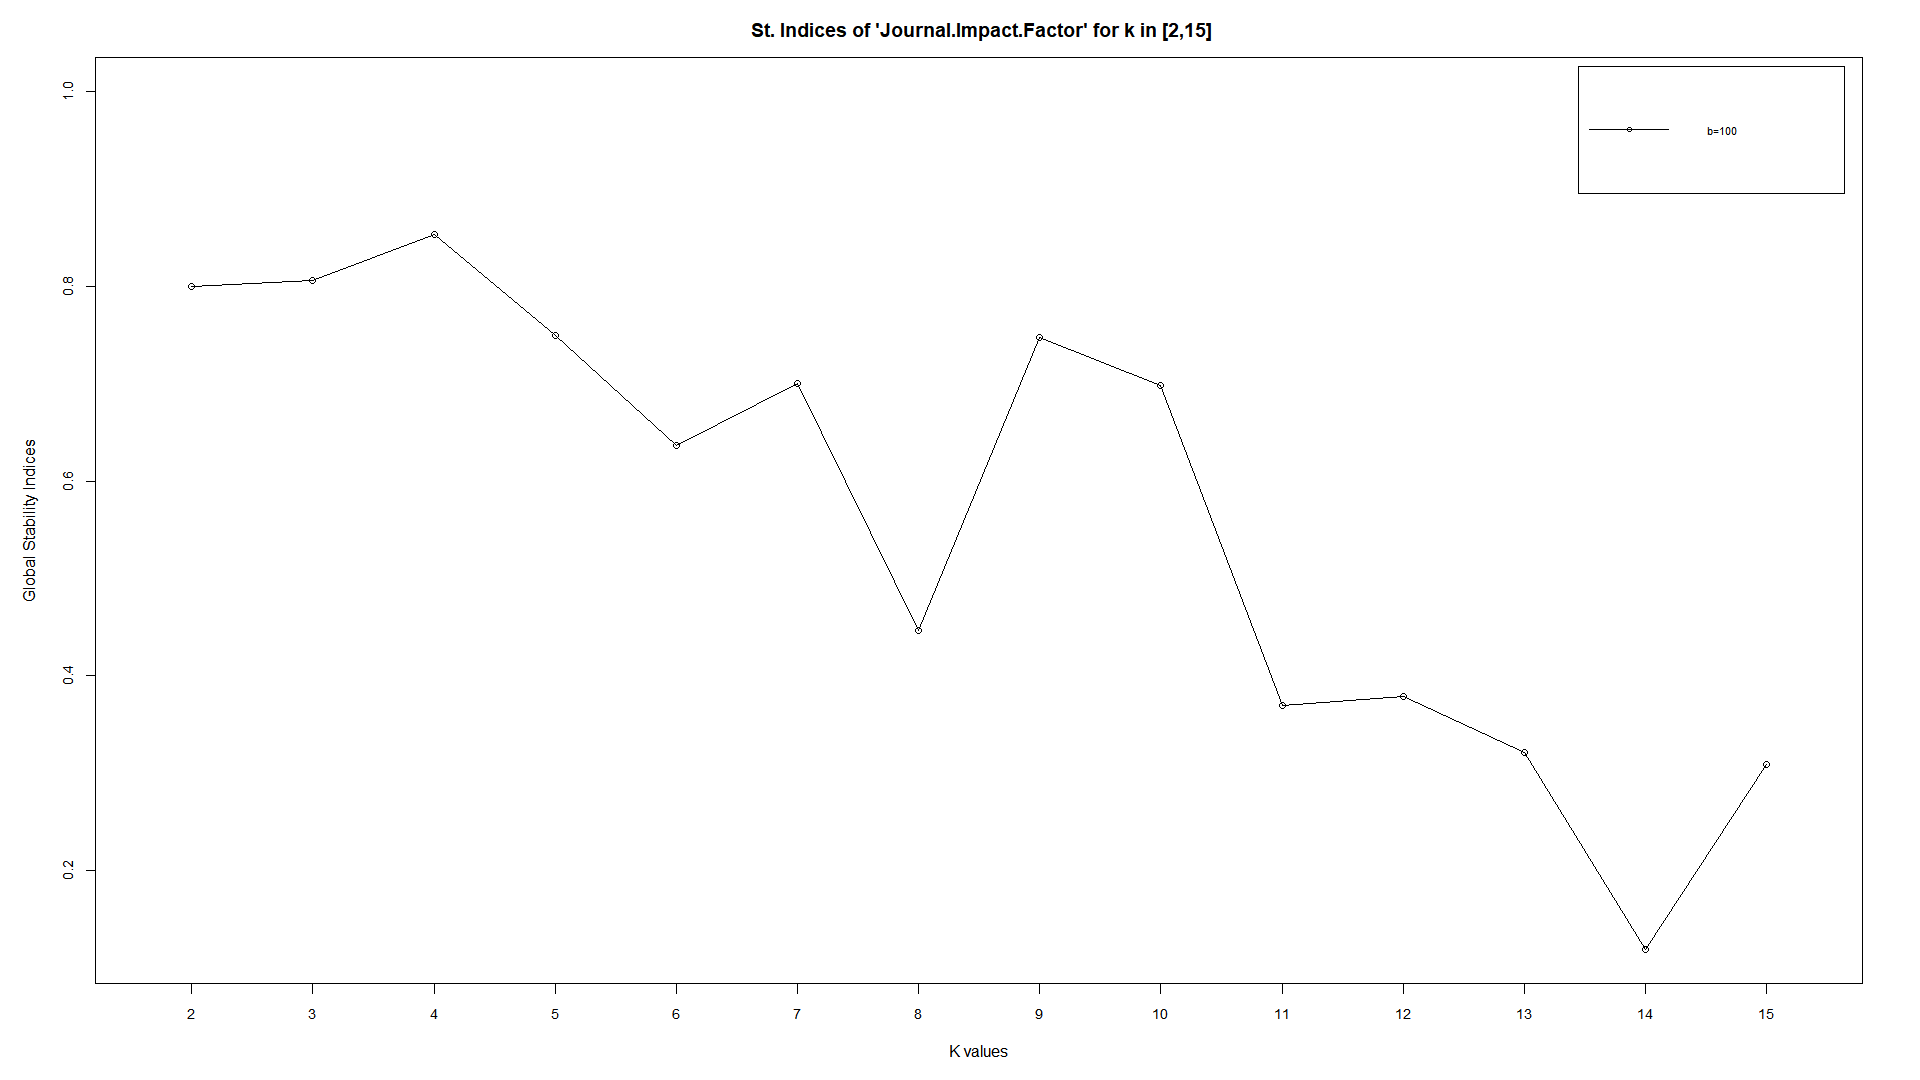 St. Indices of 'Journal.Impact.Factor' for k in [2,15]
b=100
Global Stability Indices
1.0
0.8
0.6
0.4
0.2
2 3 4 5 6 7 8 9 10 11 12 13 14 15
K values